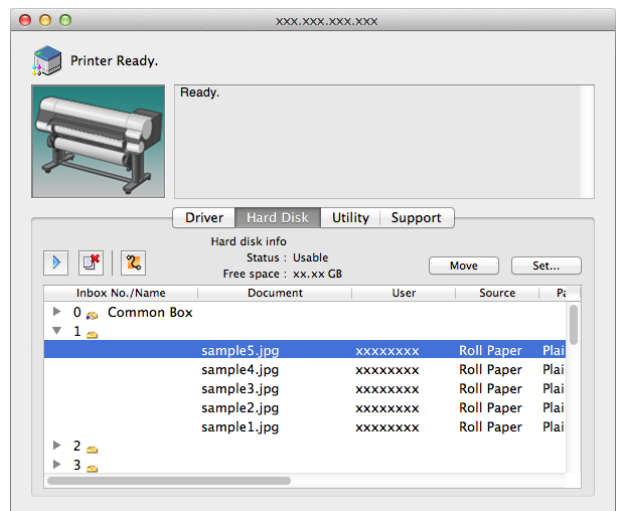 xxx.xxx.xxx.xxx
Printer Ready.
Ready.
Driver Hard Disk Utility Support
Hard disk info
Status : Usable
Free space : xx.xx GB
Move Set...
Inbox No./Name Document User Source Pa
0 Common Box
1
sample5.jpg xxxxxxxx Roll Paper Plai
sample4.jpg xxxxxxxx Roll Paper Plai
sample3.jpg xxxxxxxx Roll Paper Plai
sample2.jpg xxxxxxxx Roll Paper Plai
sample1.jpg xxxxxxxx Roll Paper Plai
2
3